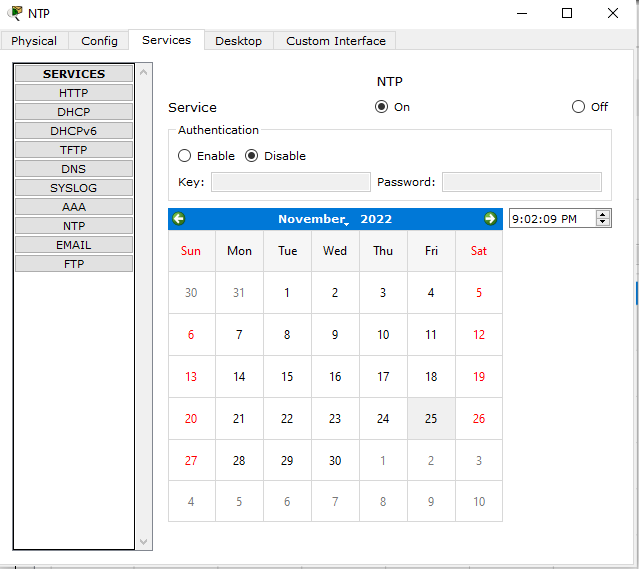 NTP
Physical Config Services Desktop Custom Interface
SERVICES
HTTP
DHCP
DHCPv6
TFTP
DNS
SYSLOG
AAA
NTP
EMAIL
FTP
NTP
Service On Off
Authentication
Enable Disable
Key: Password:
November 2022 9:02:09 PM
Sun Mon Tue Wed Thu Fri Sat
30 31 1 2 3 4 5
6 7 8 9 10 11 12
13 14 15 16 17 18 19
20 21 22 23 24 25 26
27 28 29 30 1 2 3
4 5 6 7 8 9 10